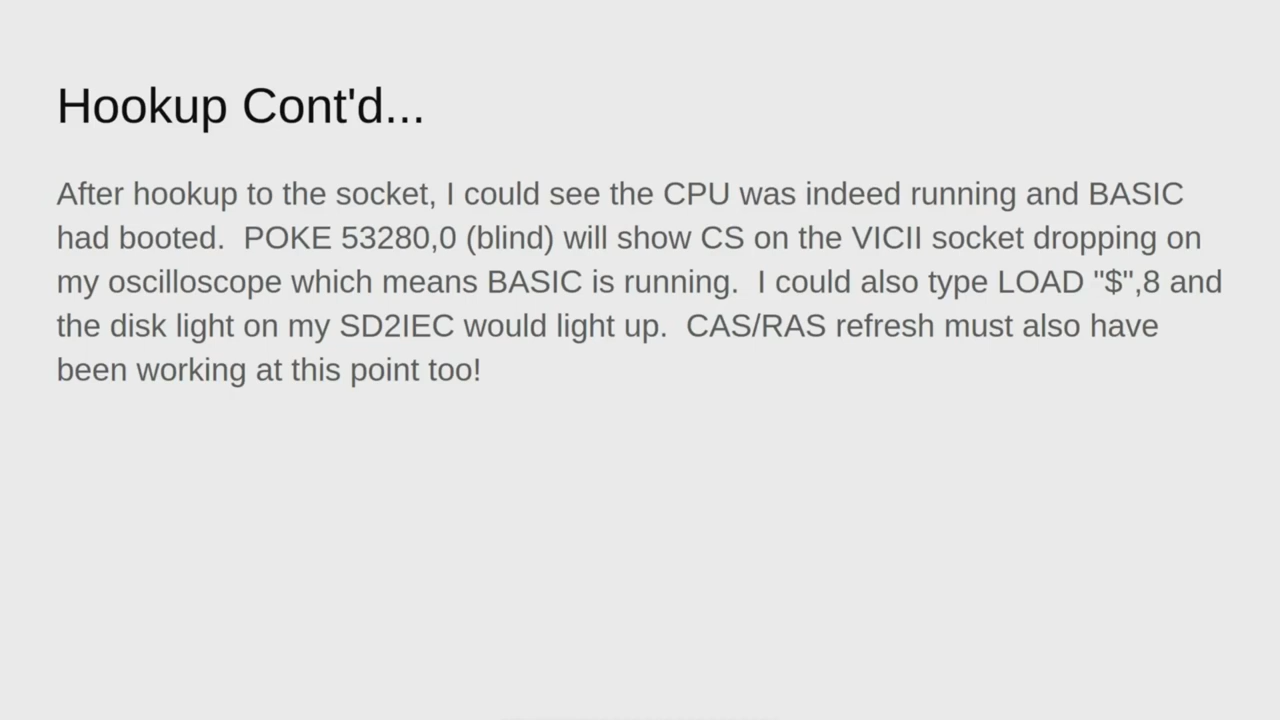 Hookup Cont'd...
After hookup to the socket, I could see the CPU was indeed running and BASIC
had booted.  POKE 53280,0 (blind) will show CS on the VICII socket dropping on
my oscilloscope which means BASIC is running.  I could also type LOAD "$",8 and
the disk light on my SD2IEC would light up.  CAS/RAS refresh must also have
been working at this point too!